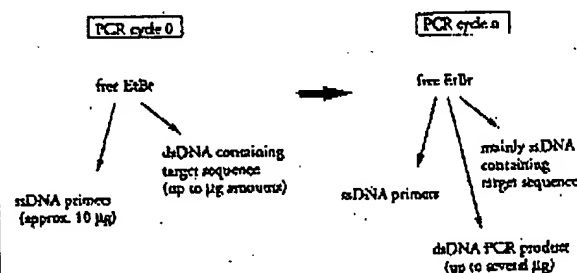 PCR cycle 0
free EtBr
dsDNA containing
target sequence
(up to µg amounts)
ssDNA primers
(approx. 10 µg)
PCR cycle n
free EtBr
mainly ssDNA
containing
target sequence
ssDNA primers
dsDNA PCR product
(up to several µg)